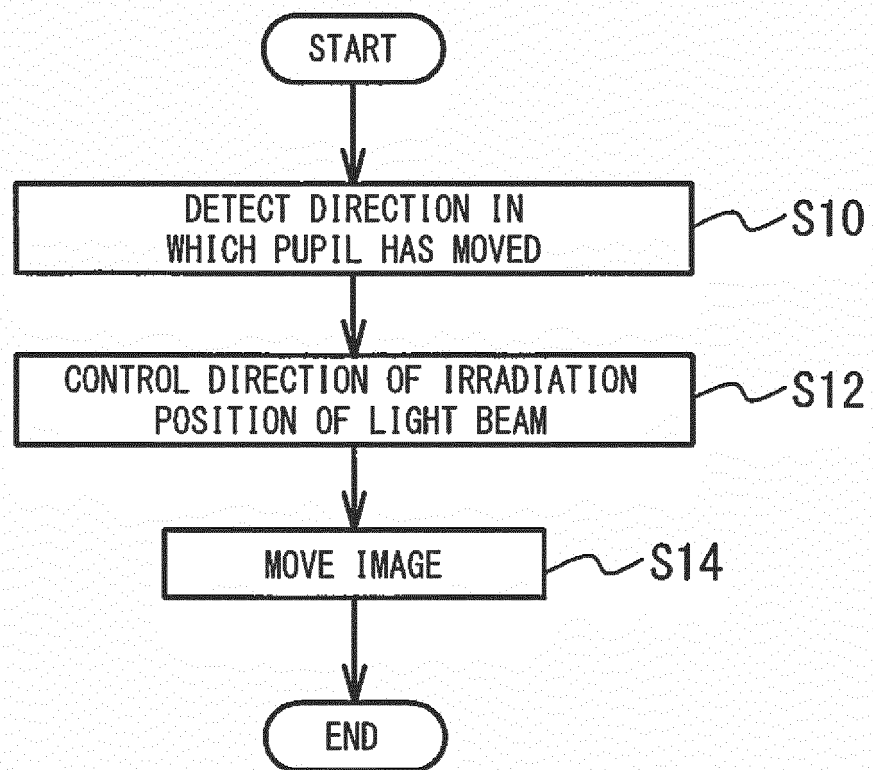 START
DETECT DIRECTION IN
WHICH PUPIL HAS MOVED
S10
CONTROL DIRECTION OF IRRADIATION
POSITION OF LIGHT BEAM
S12
MOVE IMAGE
S14
END